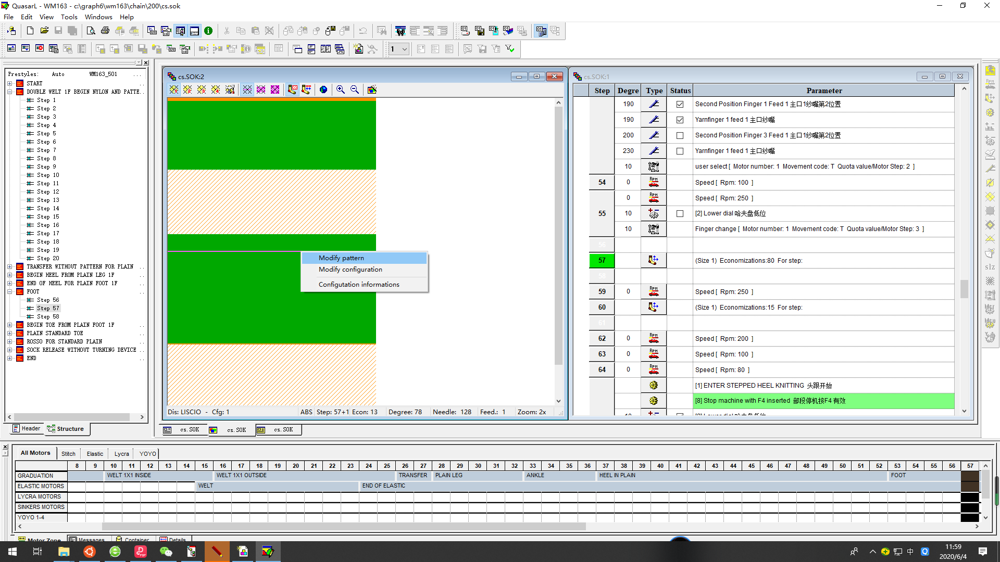 QuasarL - WM163 - c:\graph6\wm163\chain\200\cs.sok
File Edit View Tools Windows Help
1
Prestyles: Auto WM163_501 ...
START ..
DOUBLE WELT 1F BEGIN NYLON AND PATTE..
Step 1
Step 2
Step 3
Step 4
Step 5
Step 6
Step 7
Step 8
Step 9
Step 10
Step 11
Step 12
Step 13
Step 14
Step 15
Step 16
Step 17
Step 18
Step 19
Step 20
TRANSFER WITHOUT PATTERN FOR PLAIN ..
BEGIN HEEL FROM PLAIN LEG 1F ..
END OF HEEL FOR PLAIN FOOT 1F ..
FOOT ..
Step 56
Step 57
Step 58
BEGIN TOE FROM PLAIN FOOT 1F ..
PLAIN STANDARD TOE ..
ROSSO FOR STANDARD PLAIN ..
SOCK RELEASE WITHOUT TURNING DEVICE ..
END ..
Header Structure
cs.SOK:2
Modify pattern
Modify configuration
Configutation informations
Dis: LISCIO - Cfg: 1 ABS Step: 57+1 Econ: 13 Degree: 78 Needle: 128 Feed.: 1 Zoom: 2x
cs.SOK cs.SOK cs.SOK
cs.SOK:1
Step Degre Type Status Parameter
190 Second Position Finger 1 Feed 1 主口1纱嘴第2位置
190 Yarnfinger 1 feed 1 主口纱嘴
200 Second Position Finger 3 Feed 1 主口1纱嘴第2位置
230 Yarnfinger 1 feed 1 主口纱嘴
10 user select [ Motor number: 1 Movement code: T Quota value/Motor Step: 2 ]
54 0 Speed [ Rpm: 100 ]
0 Speed [ Rpm: 250 ]
55 10 [2] Lower dial 哈夫盘低位
10 Finger change [ Motor number: 1 Movement code: T Quota value/Motor Step: 3 ]
56
57 (Size 1) Economizations:80 For step:
58
59 0 Speed [ Rpm: 250 ]
60 (Size 1) Economizations:15 For step:
61
62 0 Speed [ Rpm: 200 ]
63 0 Speed [ Rpm: 100 ]
64 0 Speed [ Rpm: 80 ]
[1] ENTER STEPPED HEEL KNITTING 头跟开始
[8] Stop machine with F4 inserted 部段停机按F4 有效
slz
All Motors Stitch Elastic Lycra YOYO
8 9 10 11 12 13 14 15 16 17 18 19 20 21 22 23 24 25 26 27 28 29 30 31 32 33 34 35 36 37 38 39 40 41 42 43 44 45 46 47 48 49 50 51 52 53 54 55 56 57
GRADUATION WELT 1X1 INSIDE WELT 1X1 OUTSIDE TRANSFER PLAIN LEG ANKLE HEEL IN PLAIN FOOT
ELASTIC MOTORS WELT END OF ELASTIC
LYCRA MOTORS
SINKERS MOTORS
YOYO 1-4
Motor Zone Messages Container Details
中
11:59
2020/6/4